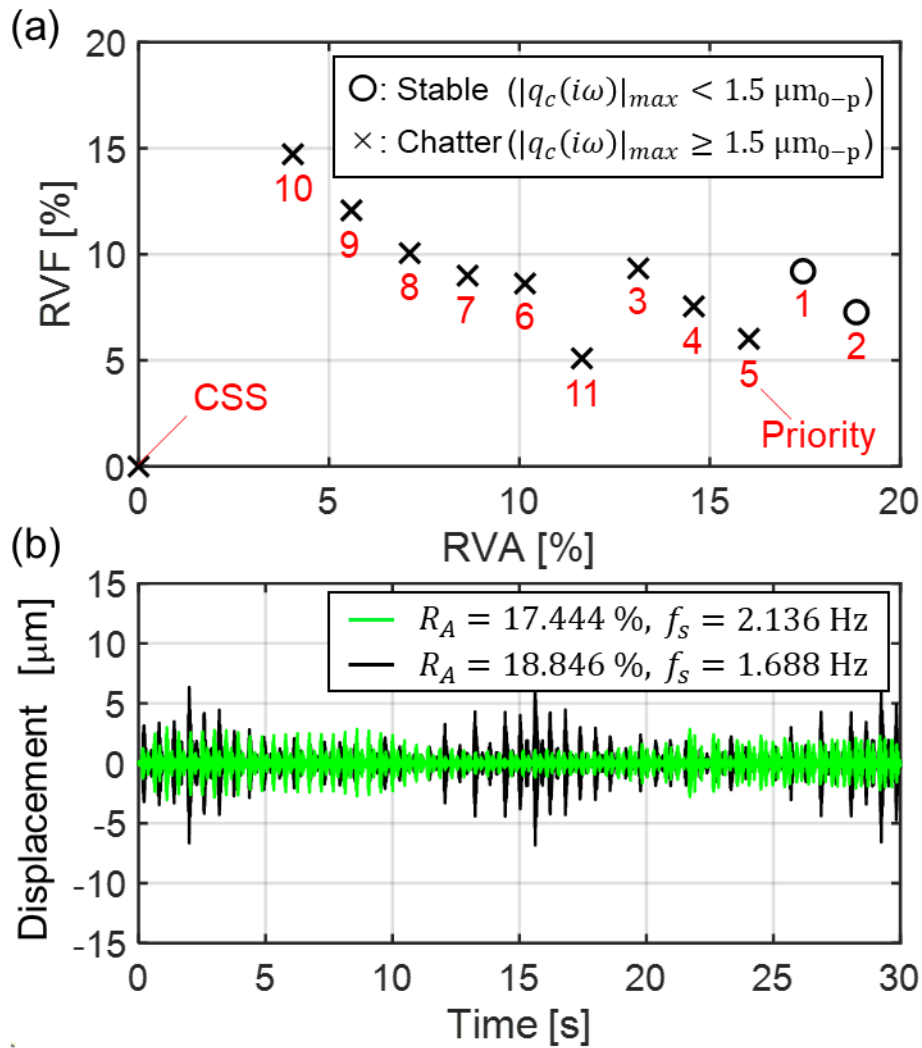 (a)
20
15
10
5
0
RVF [%]
○: Stable (|q_c(iω)|_max < 1.5 μm_0−p)
×: Chatter (|q_c(iω)|_max ≥ 1.5 μm_0−p)
10
9
8
7
6
11
3
4
5
1
2
CSS
Priority
0
5
10
15
20
RVA [%]
(b)
15
10
5
0
-5
-10
-15
Displacement [μm]
R_A = 17.444 %, f_s = 2.136 Hz
R_A = 18.846 %, f_s = 1.688 Hz
0
5
10
15
20
25
30
Time [s]